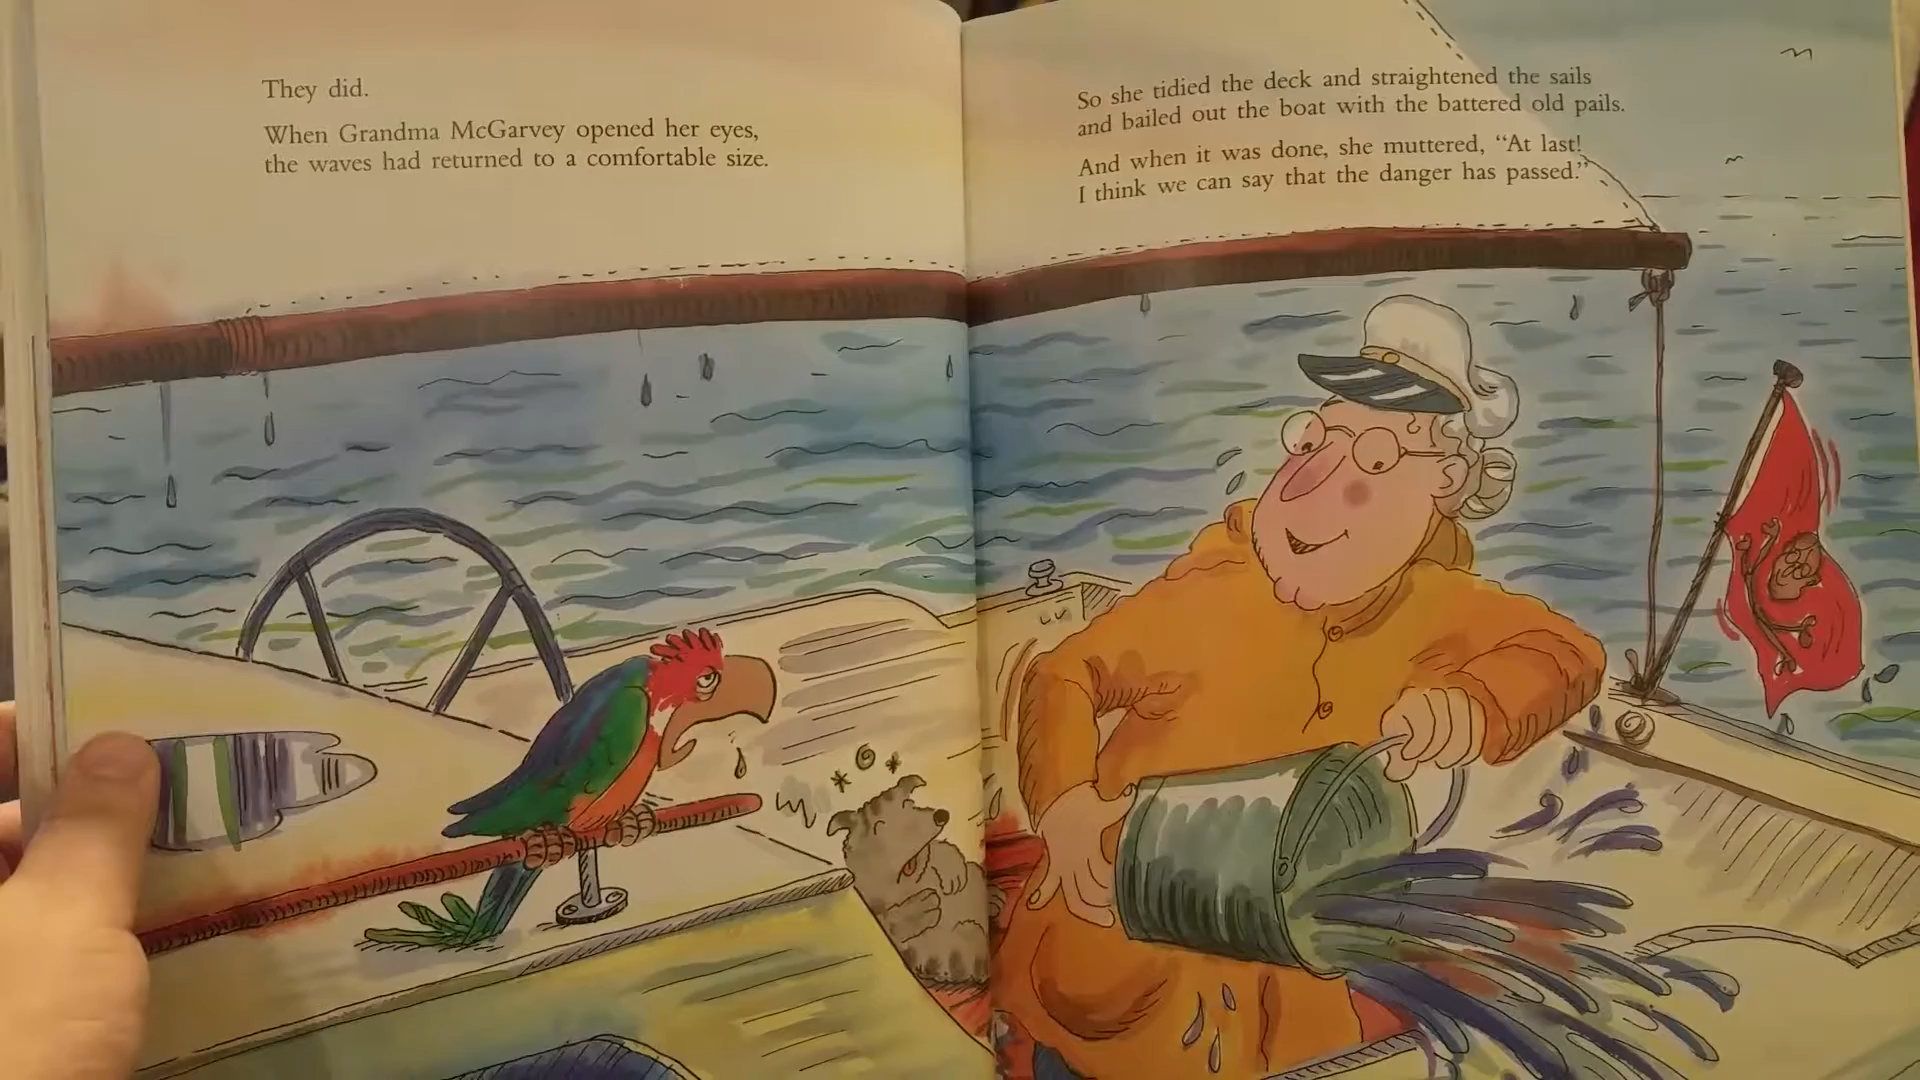 They did.
When Grandma McGarvey opened her eyes,
the waves had returned to a comfortable size.
So she tidied the deck and straightened the sails
and bailed out the boat with the battered old pails.
And when it was done, she muttered, “At last!
I think we can say that the danger has passed.”